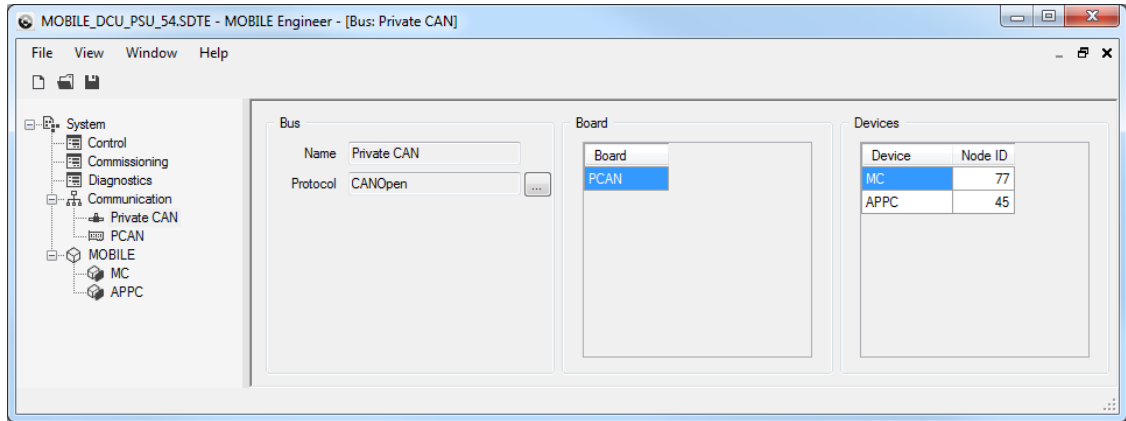 MOBILE_DCU_PSU_54.SDTE - MOBILE Engineer - [Bus: Private CAN]
File View Window Help
System
Control
Commissioning
Diagnostics
Communication
Private CAN
PCAN
MOBILE
MC
APPC
Bus
Name Private CAN
Protocol CANOpen ...
Board
Board
PCAN
Devices
Device Node ID
MC 77
APPC 45